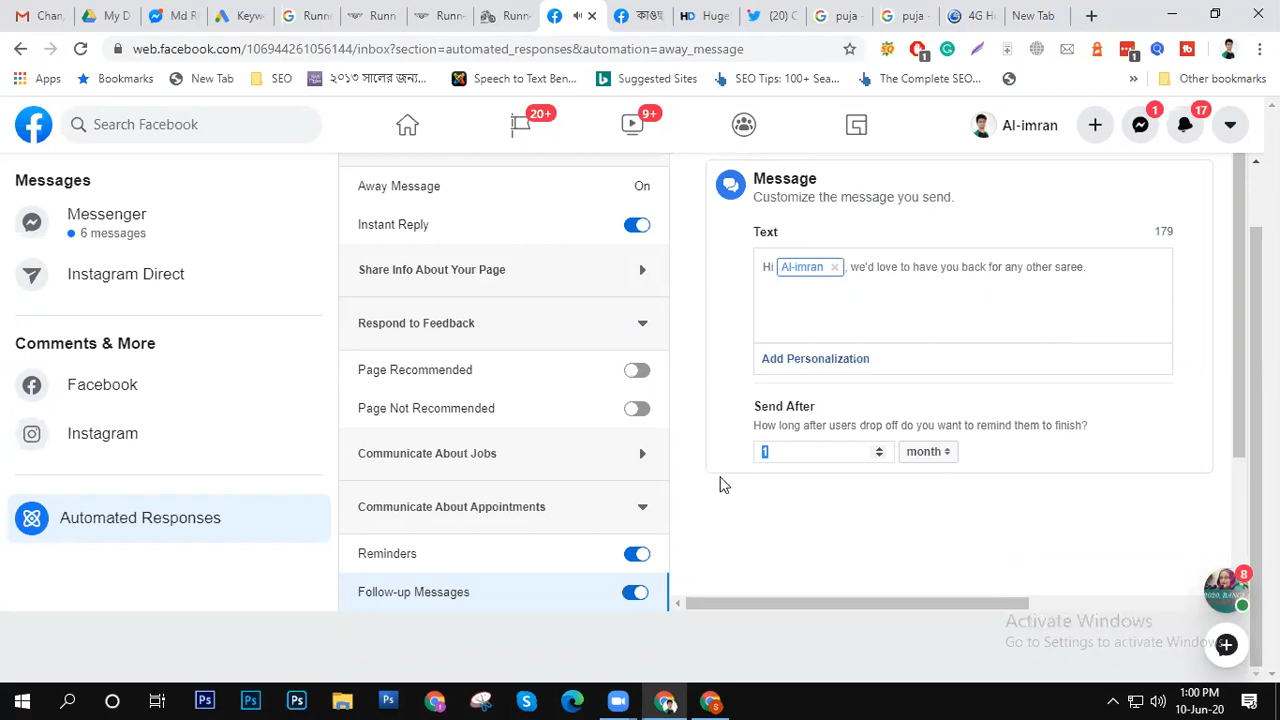 My D
Md R
Keyw
Runn
Runn
Runn
Runn
কাওছ
Huge
(20) C
puja -
puja -
4G H
New Tab
web.facebook.com/106944261056144/inbox?section=automated_responses&automation=away_message
Apps
Bookmarks
New Tab
SEO
২০১৩ সালের জন্য...
Speech to Text Ben...
Suggested Sites
SEO Tips: 100+ Sea...
The Complete SEO...
Other bookmarks
Search Facebook
20+
9+
Al-imran
1
17
Messages
Messenger
6 messages
Instagram Direct
Comments & More
Facebook
Instagram
Automated Responses
Away Message
On
Instant Reply
Share Info About Your Page
Respond to Feedback
Page Recommended
Page Not Recommended
Communicate About Jobs
Communicate About Appointments
Reminders
Follow-up Messages
Message
Customize the message you send.
Text
179
Hi Al-imran , we'd love to have you back for any other saree.
Add Personalization
Send After
How long after users drop off do you want to remind them to finish?
1
month
8
Activate Windows
Go to Settings to activate Windows
1:00 PM
10-Jun-20